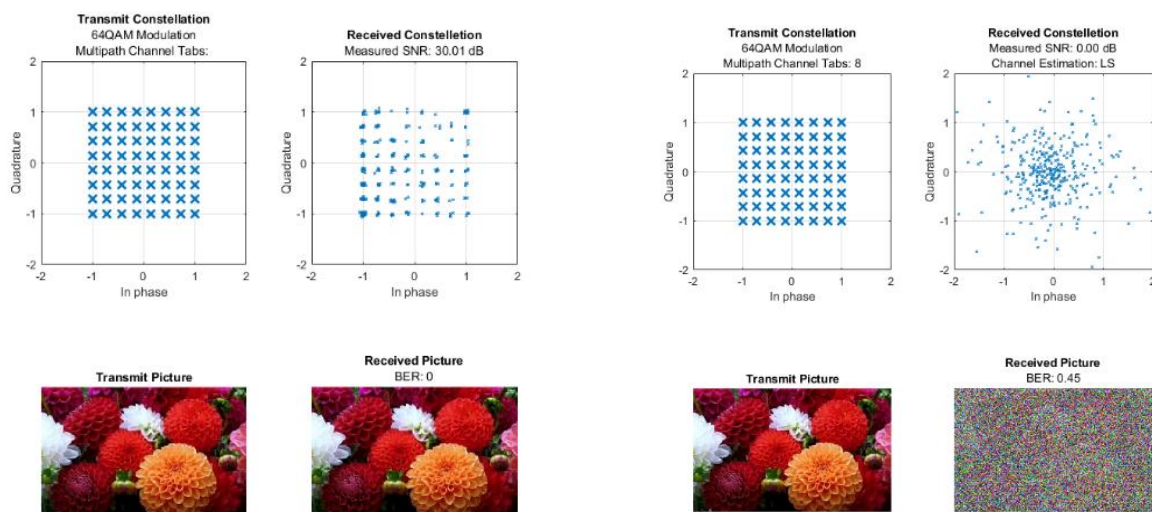 Transmit Constellation
64QAM Modulation
Multipath Channel Tabs:
Quadrature
2
1
0
-1
-2
-2
-1
0
1
2
In phase
Received Constelletion
Measured SNR: 30.01 dB
Quadrature
2
1
0
-1
-2
-2
-1
0
1
2
In phase
Transmit Picture
Received Picture
BER: 0
Transmit Constellation
64QAM Modulation
Multipath Channel Tabs: 8
Quadrature
2
1
0
-1
-2
-2
-1
0
1
2
In phase
Received Constelletion
Measured SNR: 0.00 dB
Channel Estimation: LS
Quadrature
2
1
0
-1
-2
-2
-1
0
1
2
In phase
Transmit Picture
Received Picture
BER: 0.45